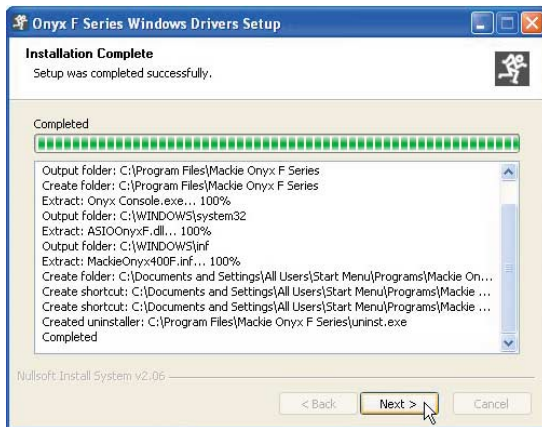 Onyx F Series Windows Drivers Setup
Installation Complete
Setup was completed successfully.
Completed
Output folder: C:\Program Files\Mackie Onyx F Series
Create folder: C:\Program Files\Mackie Onyx F Series
Extract: Onyx Console.exe... 100%
Output folder: C:\WINDOWS\system32
Extract: ASIOOnyxF.dll... 100%
Output folder: C:\WINDOWS\inf
Extract: MackieOnyx400F.inf... 100%
Create folder: C:\Documents and Settings\All Users\Start Menu\Programs\Mackie On...
Create shortcut: C:\Documents and Settings\All Users\Start Menu\Programs\Mackie ...
Create shortcut: C:\Documents and Settings\All Users\Start Menu\Programs\Mackie ...
Created uninstaller: C:\Program Files\Mackie Onyx F Series\uninst.exe
Completed
Nullsoft Install System v2.06
< Back Next > Cancel